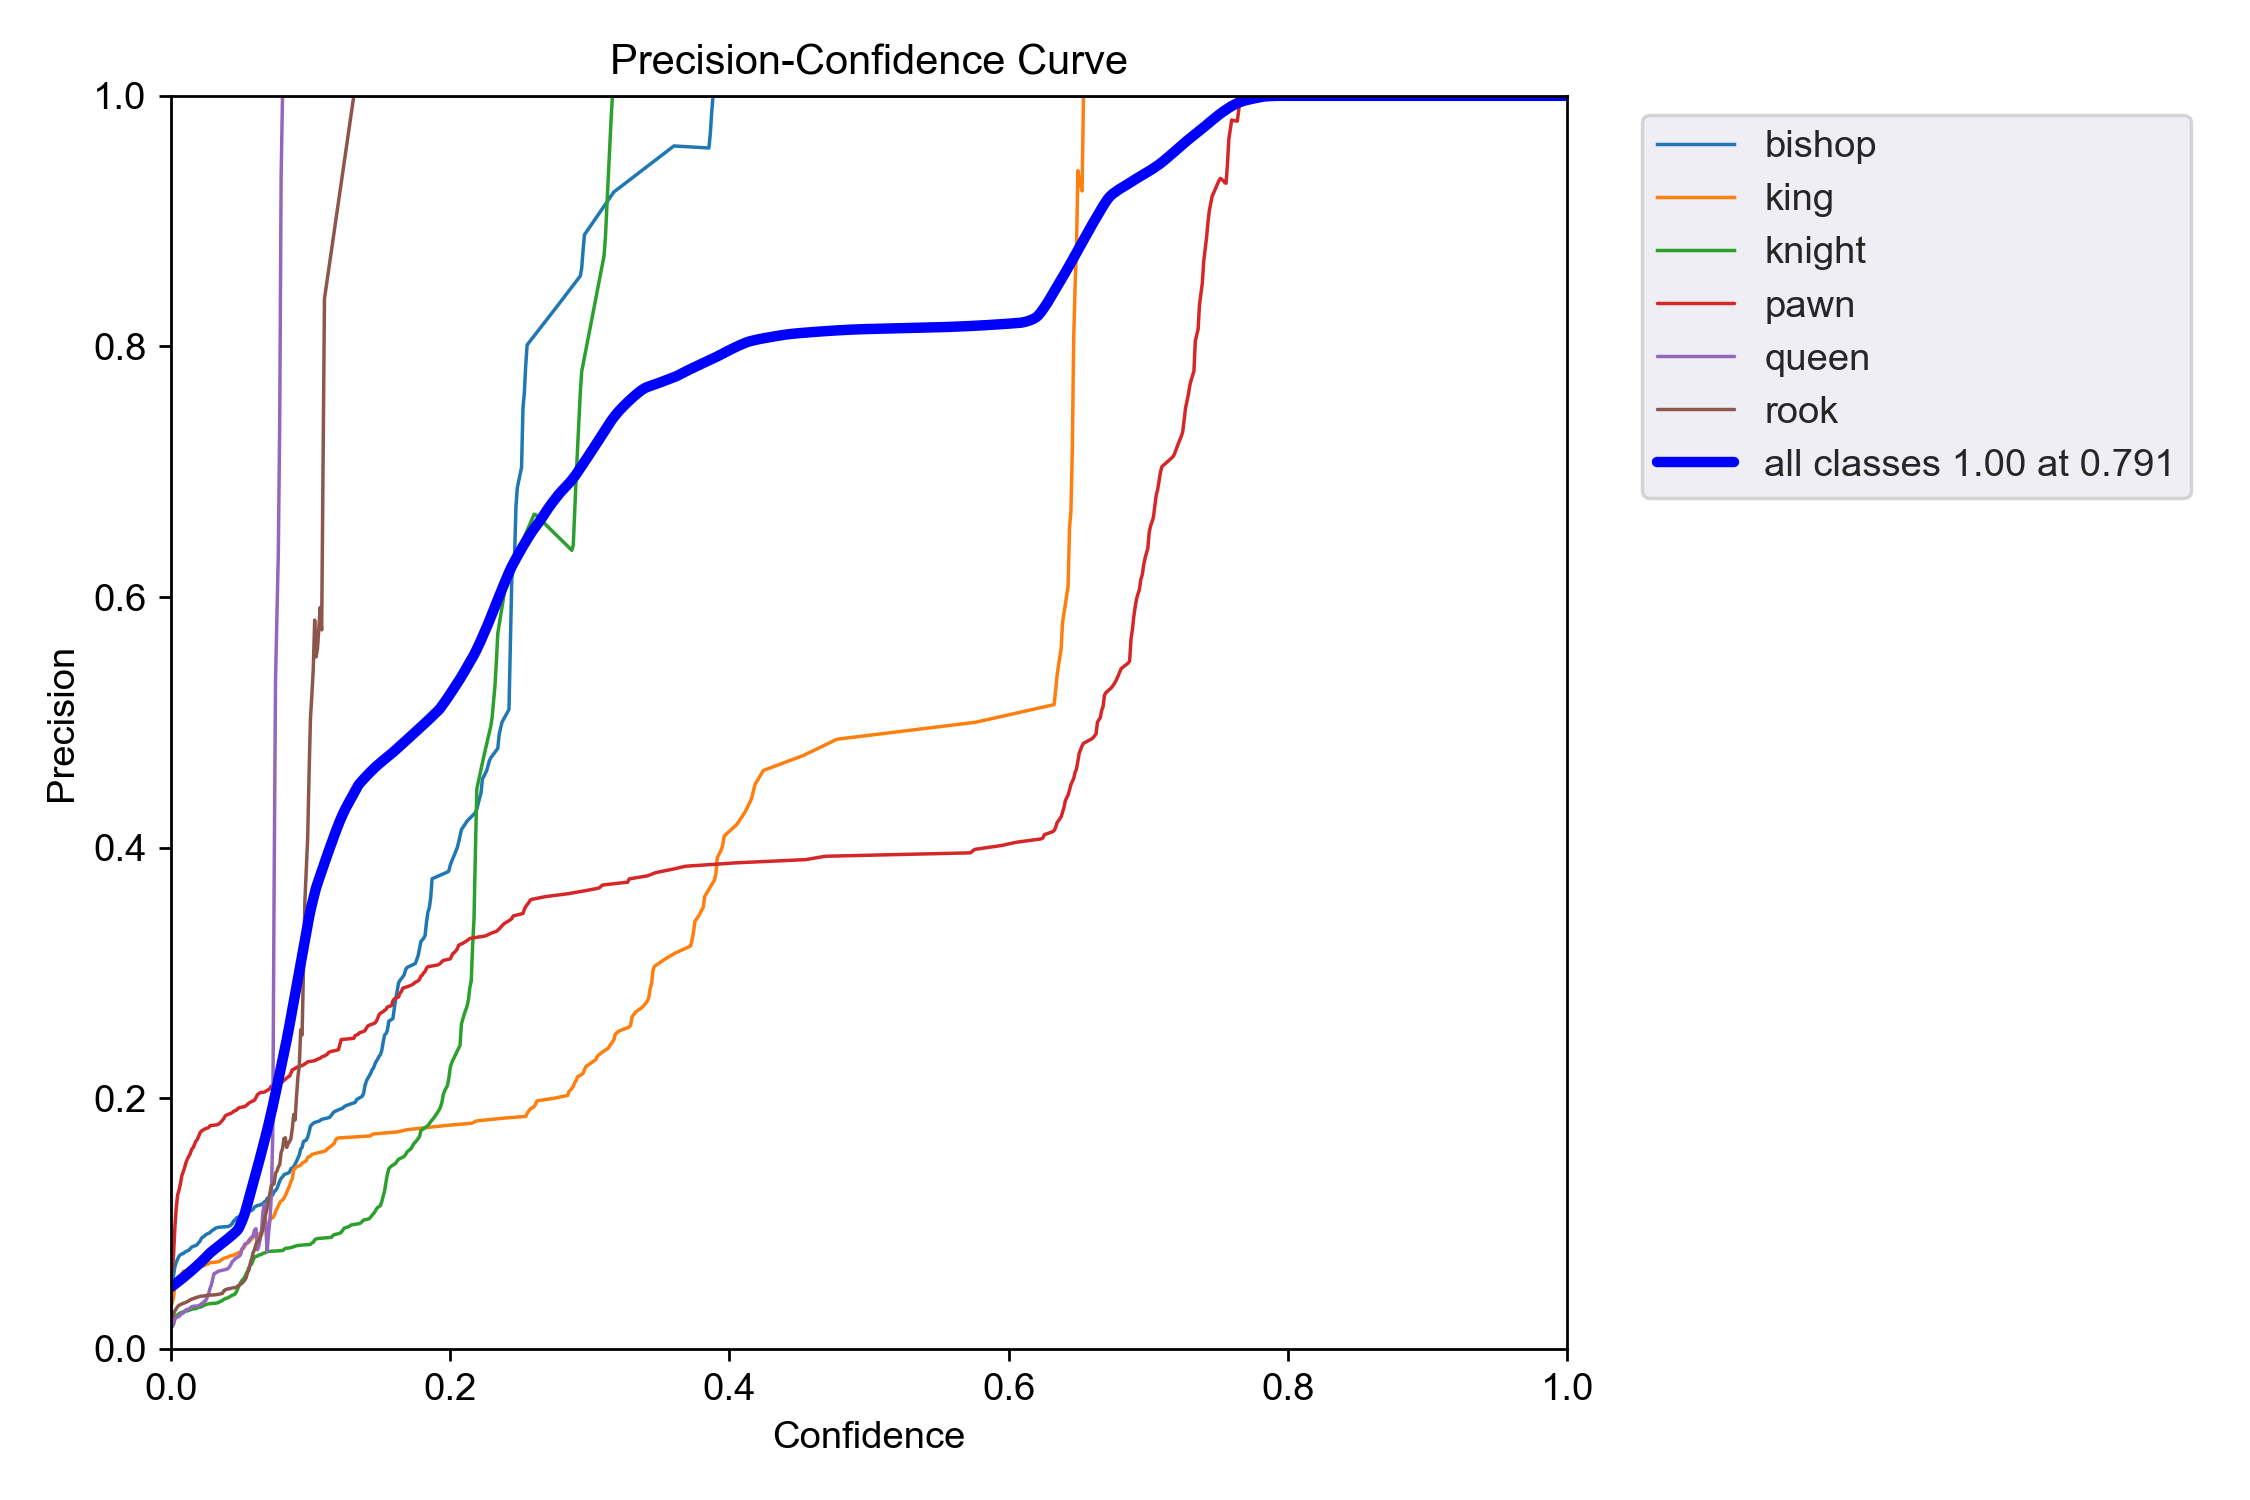 Precision-Confidence Curve
1.0
0.8
0.6
0.4
0.2
0.0
Precision
0.0 0.2 0.4 0.6 0.8 1.0
Confidence
bishop
king
knight
pawn
queen
rook
all classes 1.00 at 0.791